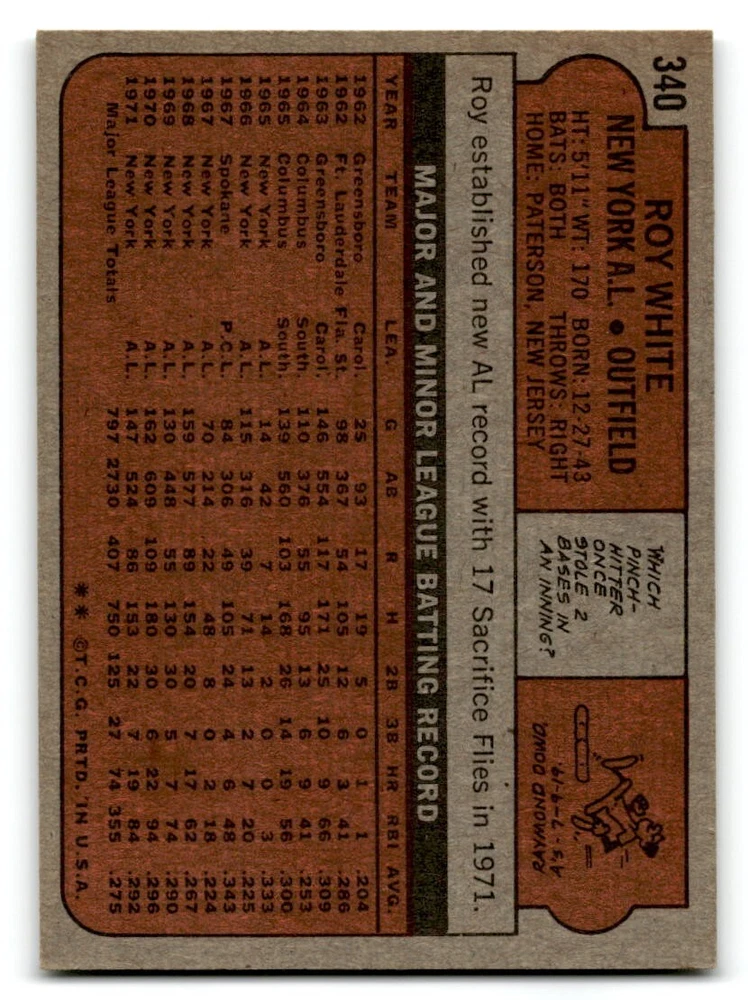 340
ROY WHITE
NEW YORK A.L. • OUTFIELD
HT: 5'11" WT: 170 BORN: 12-27-43
BATS: BOTH THROWS: RIGHT
HOME: PATERSON, NEW JERSEY
WHICH
PINCH-
HITTER
ONCE
STOLE 2
BASES IN
AN INNING?
RAYMOND DOWD,
A'S - 7-9-19.
Roy established new AL record with 17 Sacrifice Flies in 1971.
MAJOR AND MINOR LEAGUE BATTING RECORD
YEAR TEAM LEA. G AB R H 2B 3B HR RBI AVG.
1962 Greensboro Carol. 25 93 17 19 5 0 1 1 .204
1962 Ft. Lauderdale Fla. St. 98 367 54 105 12 6 3 41 .286
1963 Greensboro Carol. 146 554 117 171 25 10 9 66 .309
1964 Columbus South. 110 376 55 95 13 6 9 41 .253
1965 Columbus South. 139 560 103 168 26 14 19 56 .300
1965 New York A.L. 14 42 7 14 2 0 0 3 .333
1966 New York A.L. 115 316 39 71 13 2 7 20 .225
1967 Spokane P.C.L. 84 306 49 105 24 4 6 48 .343
1967 New York A.L. 70 214 22 48 8 0 2 18 .224
1968 New York A.L. 159 577 89 154 20 7 17 62 .267
1969 New York A.L. 130 448 55 130 30 5 7 74 .290
1970 New York A.L. 162 609 109 180 30 6 22 94 .296
1971 New York A.L. 147 524 86 153 22 7 19 84 .292
Major League Totals 797 2730 407 750 125 27 74 355 .275
** ©T.C.G. PRTD. IN U.S.A.